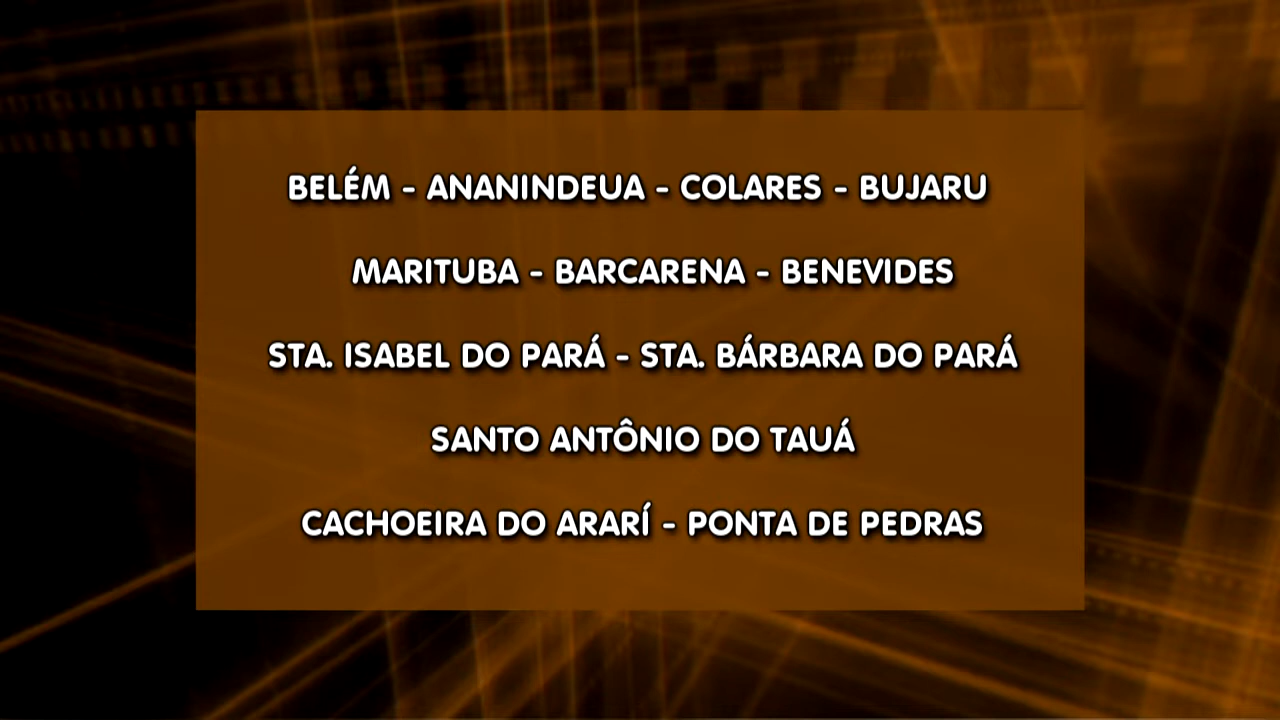 BELÉM - ANANINDEUA - COLARES - BUJARU
MARITUBA - BARCARENA - BENEVIDES
STA. ISABEL DO PARÁ - STA. BÁRBARA DO PARÁ
SANTO ANTÔNIO DO TAUÁ
CACHOEIRA DO ARARÍ - PONTA DE PEDRAS